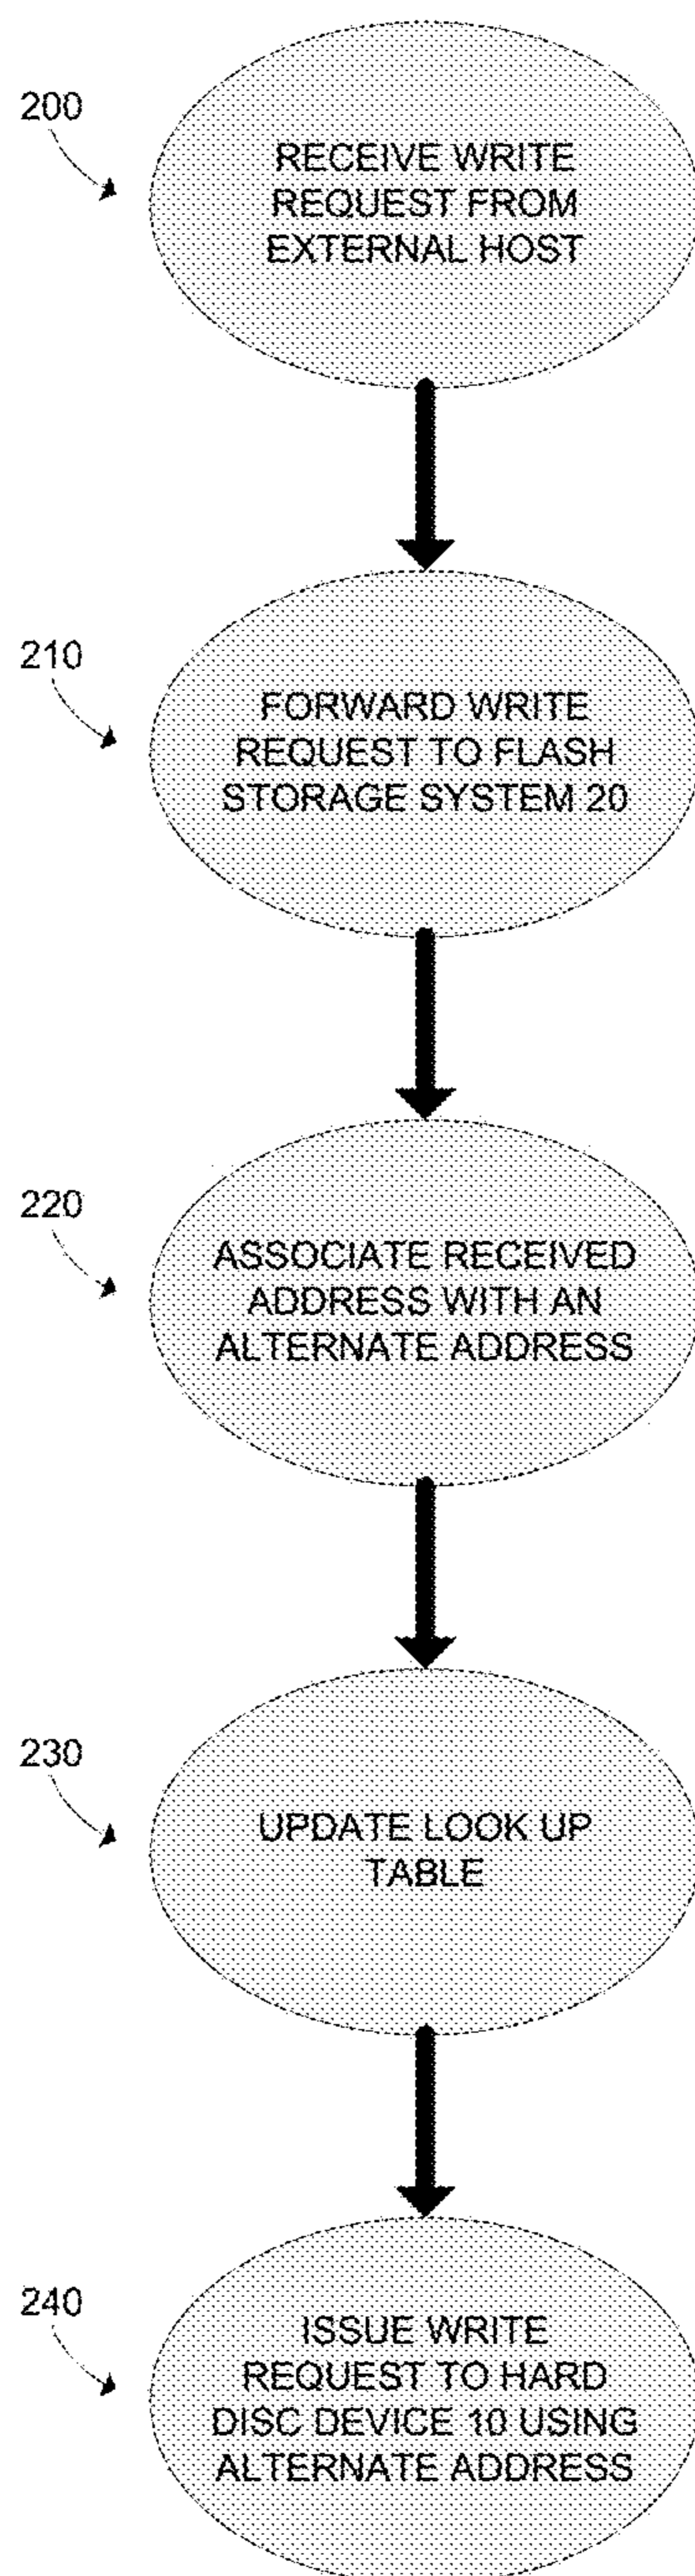 200
RECEIVE WRITE
REQUEST FROM
EXTERNAL HOST
210
FORWARD WRITE
REQUEST TO FLASH
STORAGE SYSTEM 20
220
ASSOCIATE RECEIVED
ADDRESS WITH AN
ALTERNATE ADDRESS
230
UPDATE LOOK UP
TABLE
240
ISSUE WRITE
REQUEST TO HARD
DISC DEVICE 10 USING
ALTERNATE ADDRESS